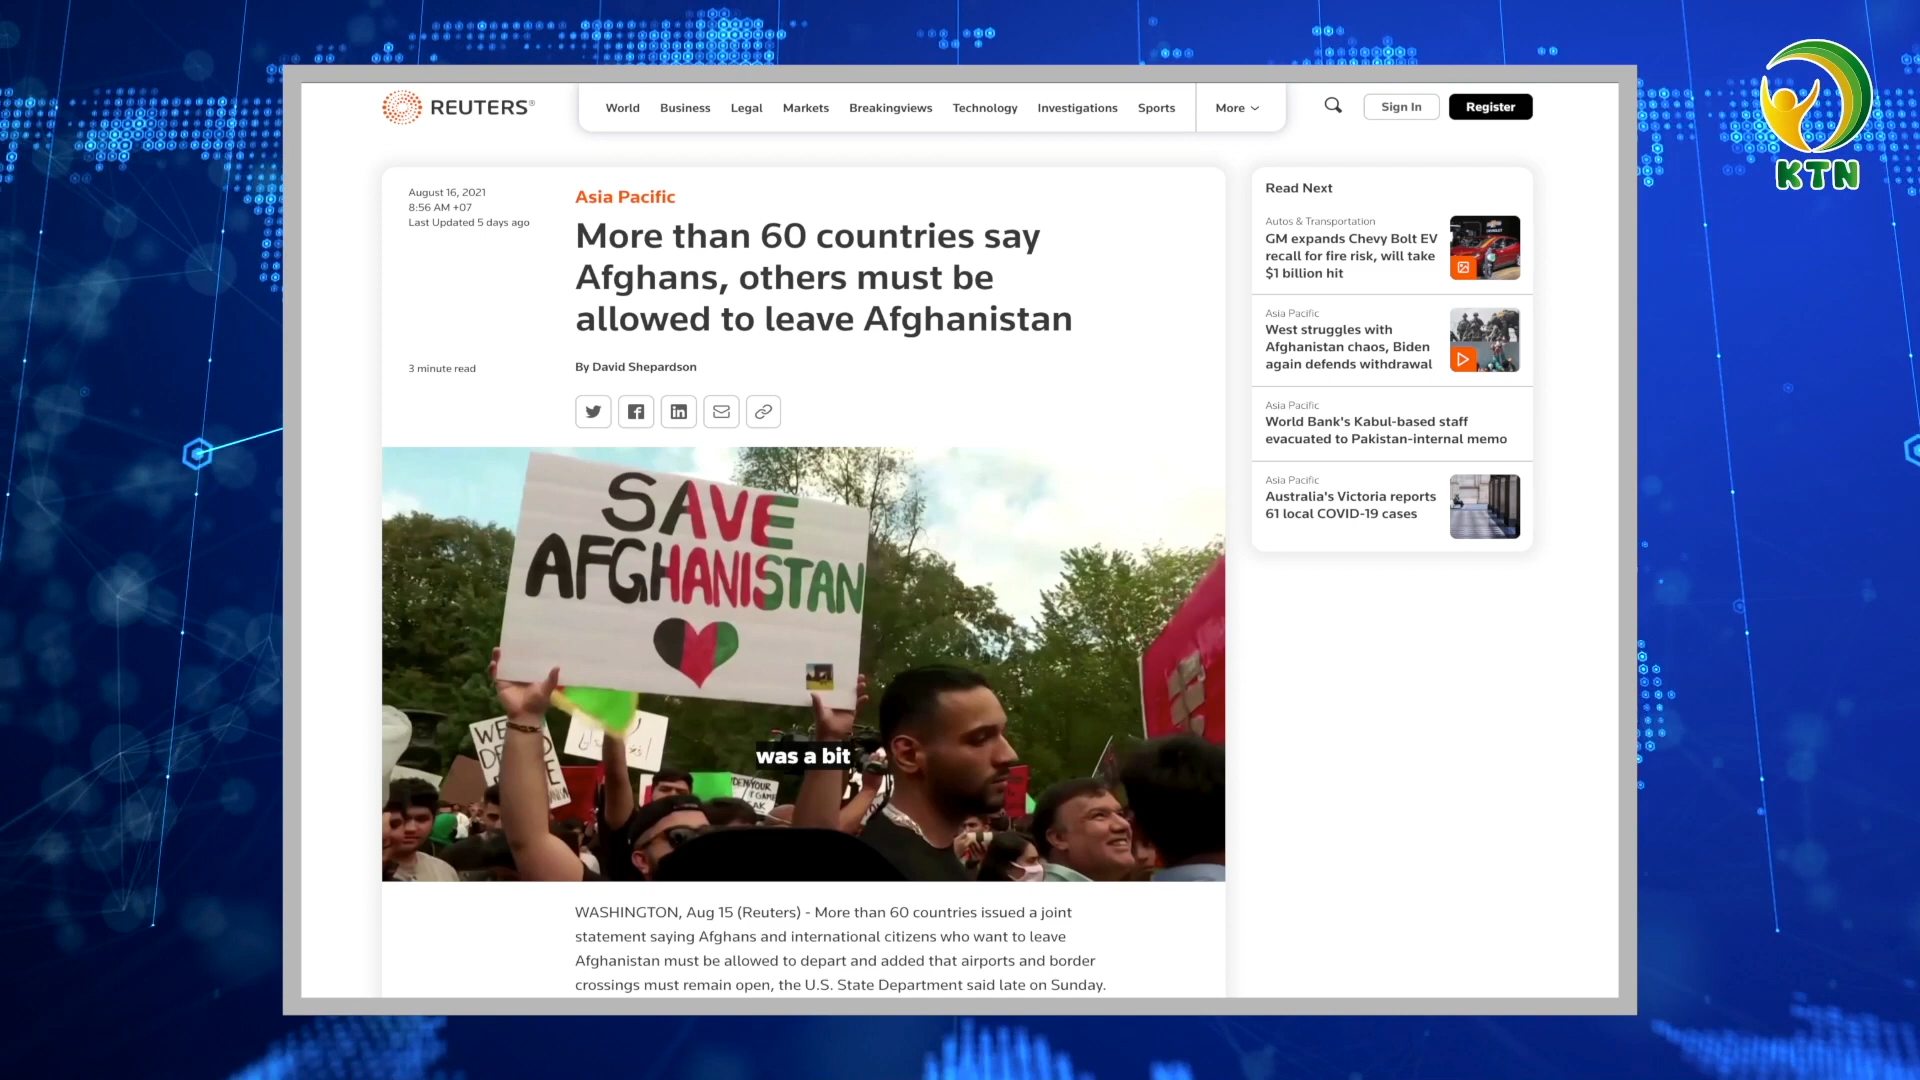 KTN
REUTERS®
World Business Legal Markets Breakingviews Technology Investigations Sports More
Sign In
Register
August 16, 2021
8:56 AM +07
Last Updated 5 days ago
Asia Pacific
More than 60 countries say
Afghans, others must be
allowed to leave Afghanistan
3 minute read
By David Shepardson
SAVE
AFGHANISTAN
WE
was a bit
WASHINGTON, Aug 15 (Reuters) - More than 60 countries issued a joint
statement saying Afghans and international citizens who want to leave
Afghanistan must be allowed to depart and added that airports and border
crossings must remain open, the U.S. State Department said late on Sunday.
Read Next
Autos & Transportation
GM expands Chevy Bolt EV
recall for fire risk, will take
$1 billion hit
Asia Pacific
West struggles with
Afghanistan chaos, Biden
again defends withdrawal
Asia Pacific
World Bank's Kabul-based staff
evacuated to Pakistan-internal memo
Asia Pacific
Australia's Victoria reports
61 local COVID-19 cases